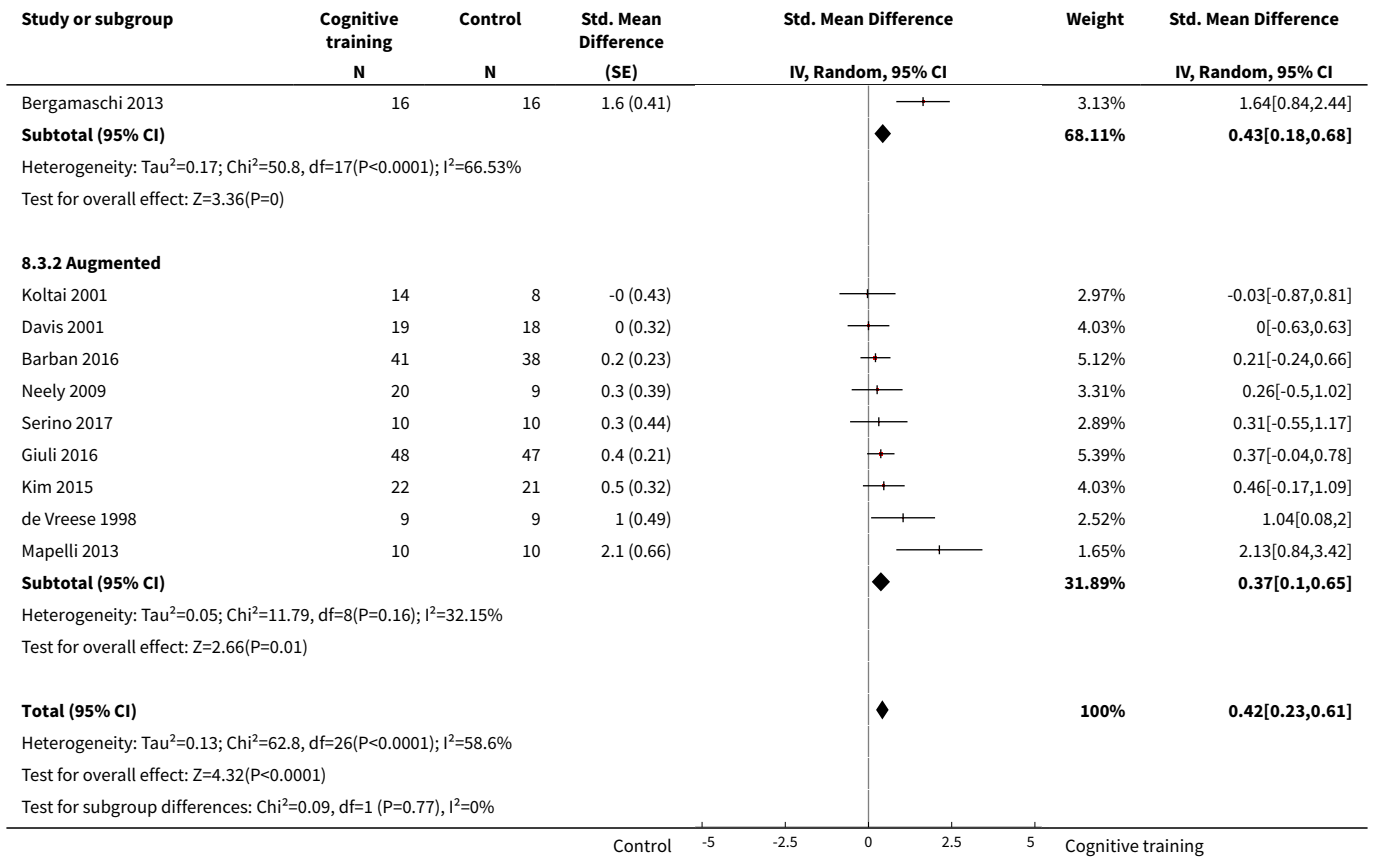 Study or subgroup Cognitive training Control Std. Mean Difference Std. Mean Difference Weight Std. Mean Difference
N N (SE) IV, Random, 95% CI IV, Random, 95% CI
Bergamaschi 2013 16 16 1.6 (0.41) 3.13% 1.64[0.84,2.44]
Subtotal (95% CI) 68.11% 0.43[0.18,0.68]
Heterogeneity: Tau²=0.17; Chi²=50.8, df=17(P<0.0001); I²=66.53%
Test for overall effect: Z=3.36(P=0)
8.3.2 Augmented
Koltai 2001 14 8 -0 (0.43) 2.97% -0.03[-0.87,0.81]
Davis 2001 19 18 0 (0.32) 4.03% 0[-0.63,0.63]
Barban 2016 41 38 0.2 (0.23) 5.12% 0.21[-0.24,0.66]
Neely 2009 20 9 0.3 (0.39) 3.31% 0.26[-0.5,1.02]
Serino 2017 10 10 0.3 (0.44) 2.89% 0.31[-0.55,1.17]
Giuli 2016 48 47 0.4 (0.21) 5.39% 0.37[-0.04,0.78]
Kim 2015 22 21 0.5 (0.32) 4.03% 0.46[-0.17,1.09]
de Vreese 1998 9 9 1 (0.49) 2.52% 1.04[0.08,2]
Mapelli 2013 10 10 2.1 (0.66) 1.65% 2.13[0.84,3.42]
Subtotal (95% CI) 31.89% 0.37[0.1,0.65]
Heterogeneity: Tau²=0.05; Chi²=11.79, df=8(P=0.16); I²=32.15%
Test for overall effect: Z=2.66(P=0.01)
Total (95% CI) 100% 0.42[0.23,0.61]
Heterogeneity: Tau²=0.13; Chi²=62.8, df=26(P<0.0001); I²=58.6%
Test for overall effect: Z=4.32(P<0.0001)
Test for subgroup differences: Chi²=0.09, df=1 (P=0.77), I²=0%
Control -5 -2.5 0 2.5 5 Cognitive training